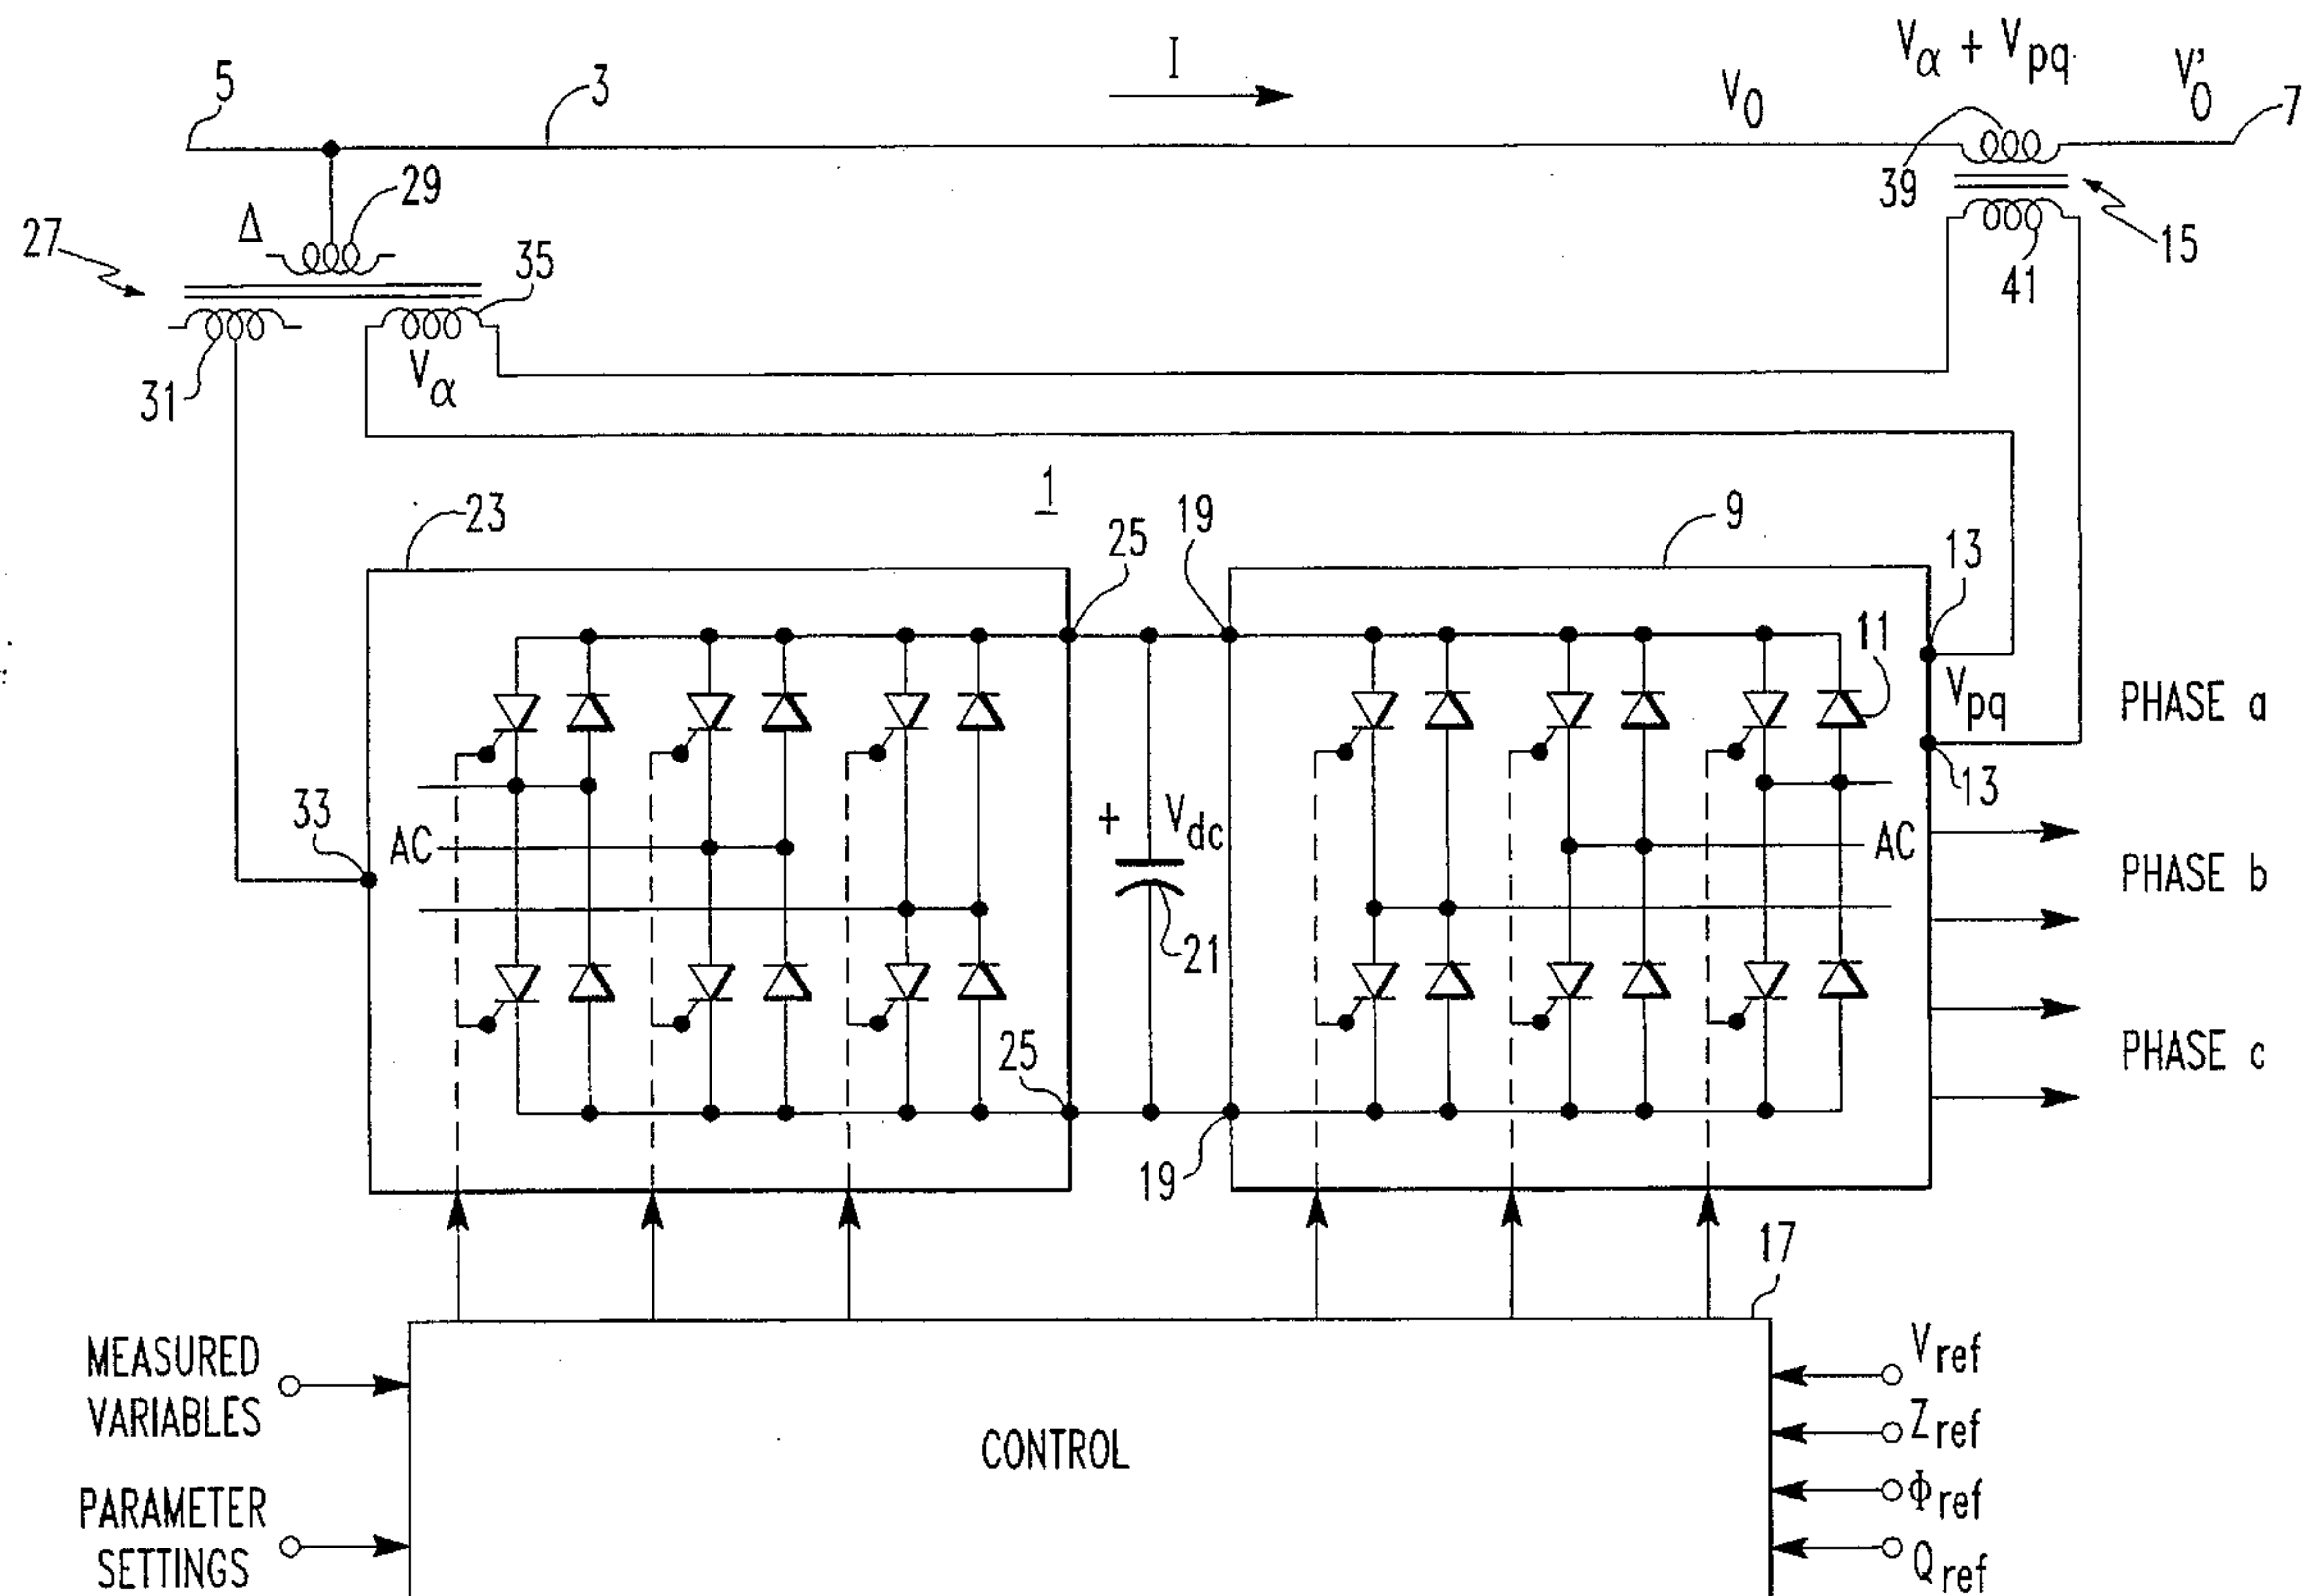 I
V₀
Vα + Vpq
V'₀
5
3
7
39
29
Δ
27
35
15
41
31
Vα
1
23
9
25
19
13
11
Vpq
PHASE a
13
33
AC
+
Vdc
AC
PHASE b
21
25
PHASE c
19
17
MEASURED
VARIABLES
PARAMETER
SETTINGS
CONTROL
Vref
Zref
Φref
Qref